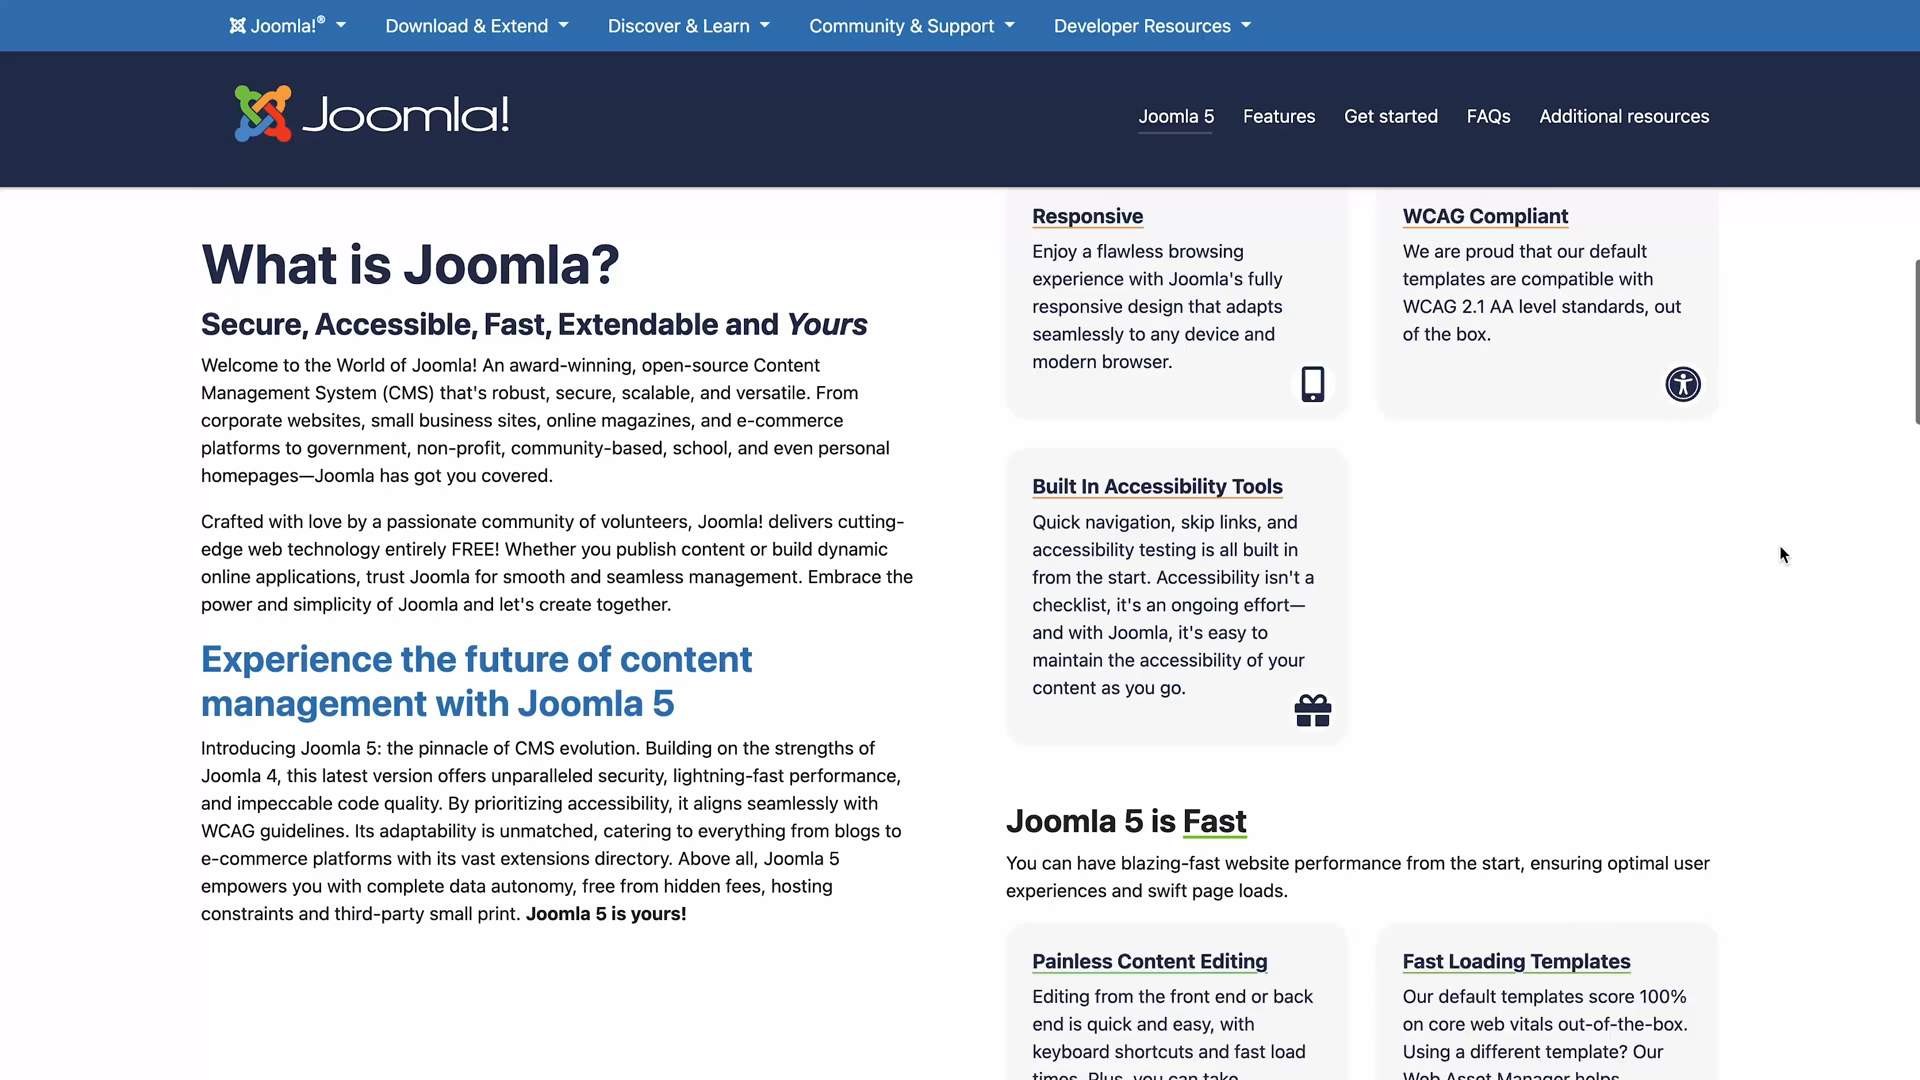 Joomla!® Download & Extend Discover & Learn Community & Support Developer Resources
Joomla! Joomla 5 Features Get started FAQs Additional resources
What is Joomla?
Secure, Accessible, Fast, Extendable and Yours
Welcome to the World of Joomla! An award-winning, open-source Content
Management System (CMS) that's robust, secure, scalable, and versatile. From
corporate websites, small business sites, online magazines, and e-commerce
platforms to government, non-profit, community-based, school, and even personal
homepages—Joomla has got you covered.
Crafted with love by a passionate community of volunteers, Joomla! delivers cutting-
edge web technology entirely FREE! Whether you publish content or build dynamic
online applications, trust Joomla for smooth and seamless management. Embrace the
power and simplicity of Joomla and let's create together.
Experience the future of content
management with Joomla 5
Introducing Joomla 5: the pinnacle of CMS evolution. Building on the strengths of
Joomla 4, this latest version offers unparalleled security, lightning-fast performance,
and impeccable code quality. By prioritizing accessibility, it aligns seamlessly with
WCAG guidelines. Its adaptability is unmatched, catering to everything from blogs to
e-commerce platforms with its vast extensions directory. Above all, Joomla 5
empowers you with complete data autonomy, free from hidden fees, hosting
constraints and third-party small print. Joomla 5 is yours!
Responsive
Enjoy a flawless browsing
experience with Joomla's fully
responsive design that adapts
seamlessly to any device and
modern browser.
WCAG Compliant
We are proud that our default
templates are compatible with
WCAG 2.1 AA level standards, out
of the box.
Built In Accessibility Tools
Quick navigation, skip links, and
accessibility testing is all built in
from the start. Accessibility isn't a
checklist, it's an ongoing effort—
and with Joomla, it's easy to
maintain the accessibility of your
content as you go.
Joomla 5 is Fast
You can have blazing-fast website performance from the start, ensuring optimal user
experiences and swift page loads.
Painless Content Editing
Editing from the front end or back
end is quick and easy, with
keyboard shortcuts and fast load
times. Plus, you can take
Fast Loading Templates
Our default templates score 100%
on core web vitals out-of-the-box.
Using a different template? Our
Web Asset Manager helps